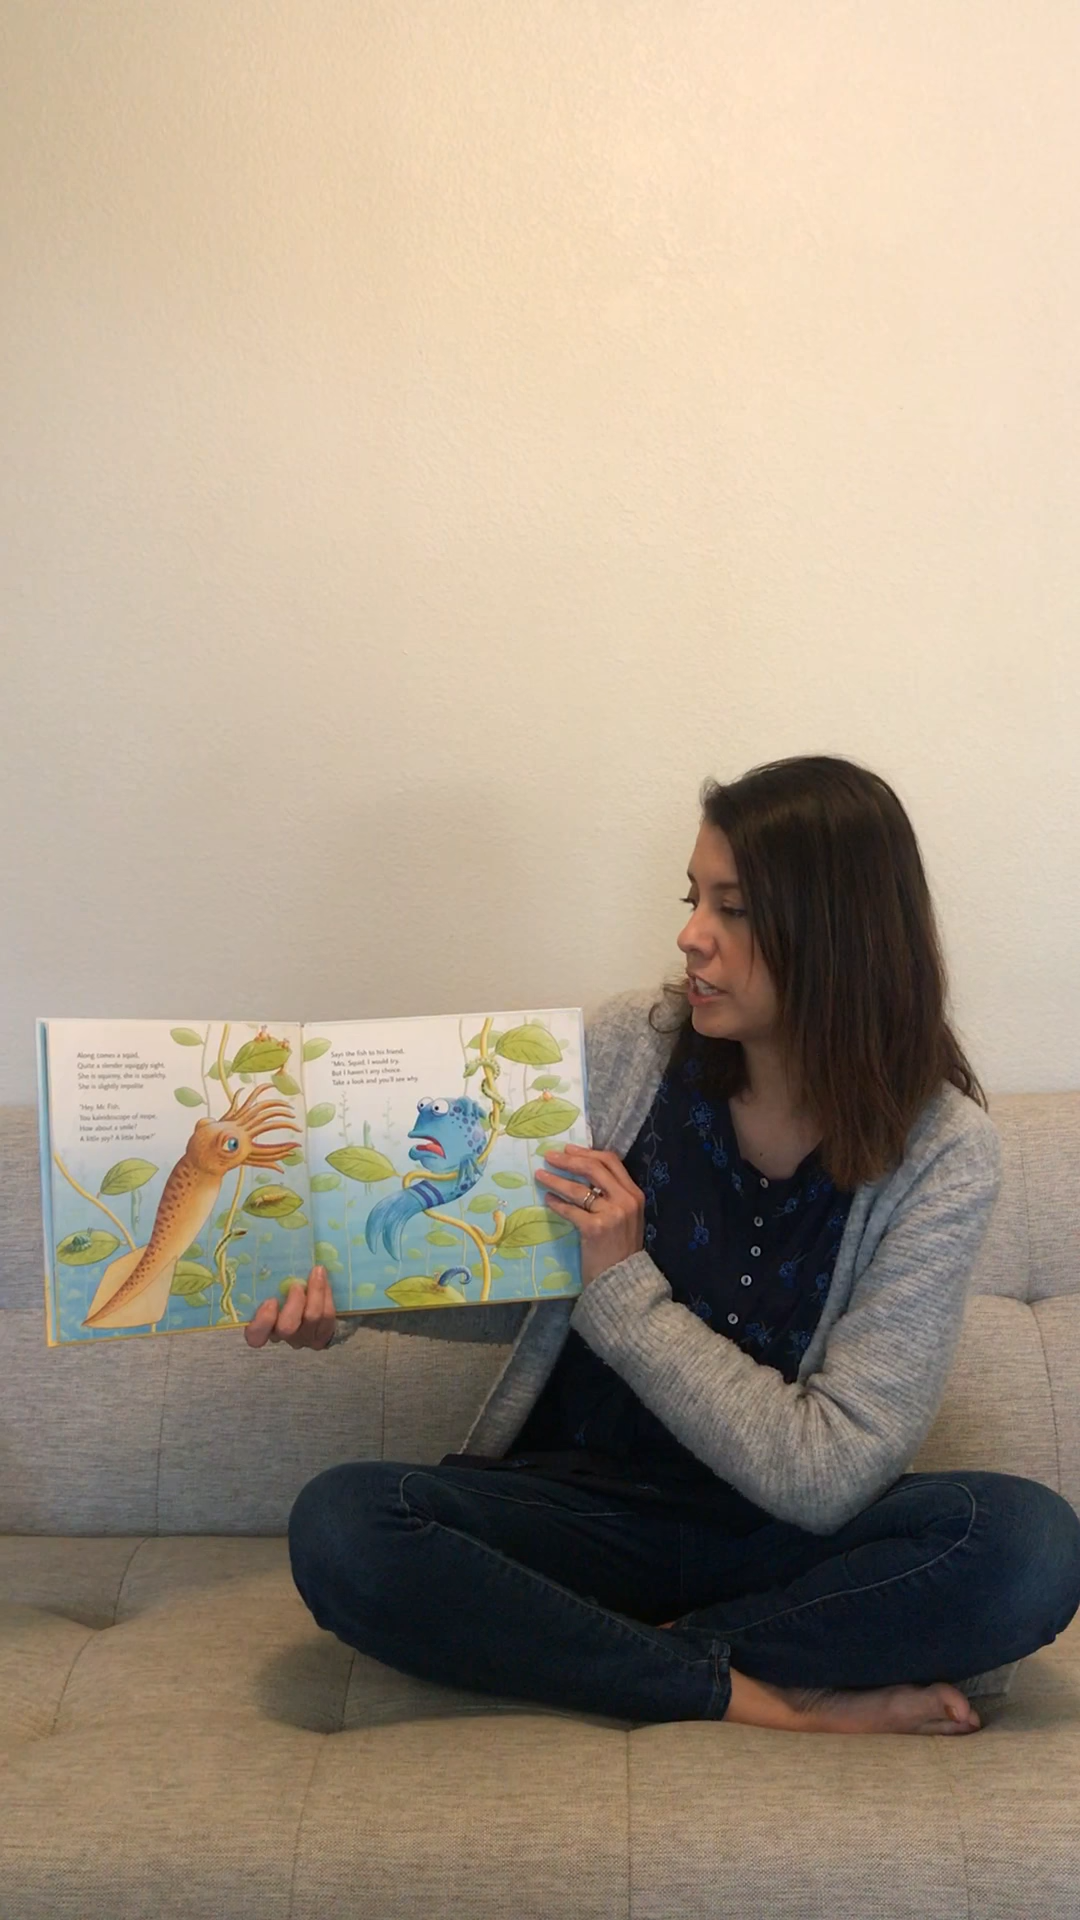 Along comes a squid,
Quite a slender squiggly sight.
She is squirmy, she is squelchy,
She is slightly impolite.
"Hey, Mr. Fish,
You kaleidoscope of mope,
How about a smile?
A little joy? A little hope?"
Says the fish to his friend,
"Mrs. Squid, I would try.
But I haven't any choice.
Take a look and you'll see why.